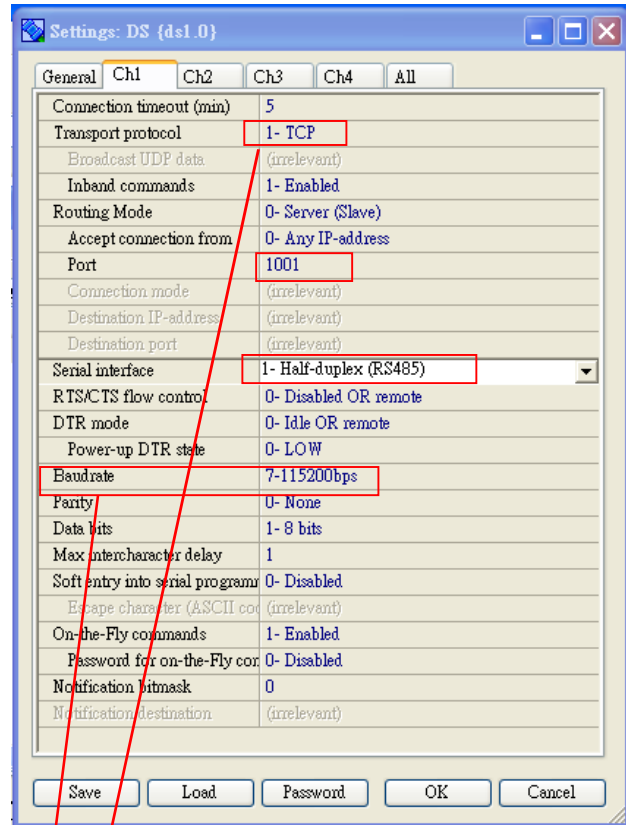 Settings: DS {ds1.0}
General Ch1 Ch2 Ch3 Ch4 All
Connection timeout (min) 5
Transport protocol 1- TCP
Broadcast UDP data (irrelevant)
Inband commands 1- Enabled
Routing Mode 0- Server (Slave)
Accept connection from 0- Any IP-address
Port 1001
Connection mode (irrelevant)
Destination IP-address (irrelevant)
Destination port (irrelevant)
Serial interface 1- Half-duplex (RS485)
RTS/CTS flow control 0- Disabled OR remote
DTR mode 0- Idle OR remote
Power-up DTR state 0- LOW
Baudrate 7-115200bps
Parity 0- None
Data bits 1- 8 bits
Max intercharacter delay 1
Soft entry into serial programr 0- Disabled
Escape character (ASCII coc (irrelevant)
On-the-Fly commands 1- Enabled
Password for on-the-Fly cor 0- Disabled
Notification bitmask 0
Notification destination (irrelevant)
Save Load Password OK Cancel